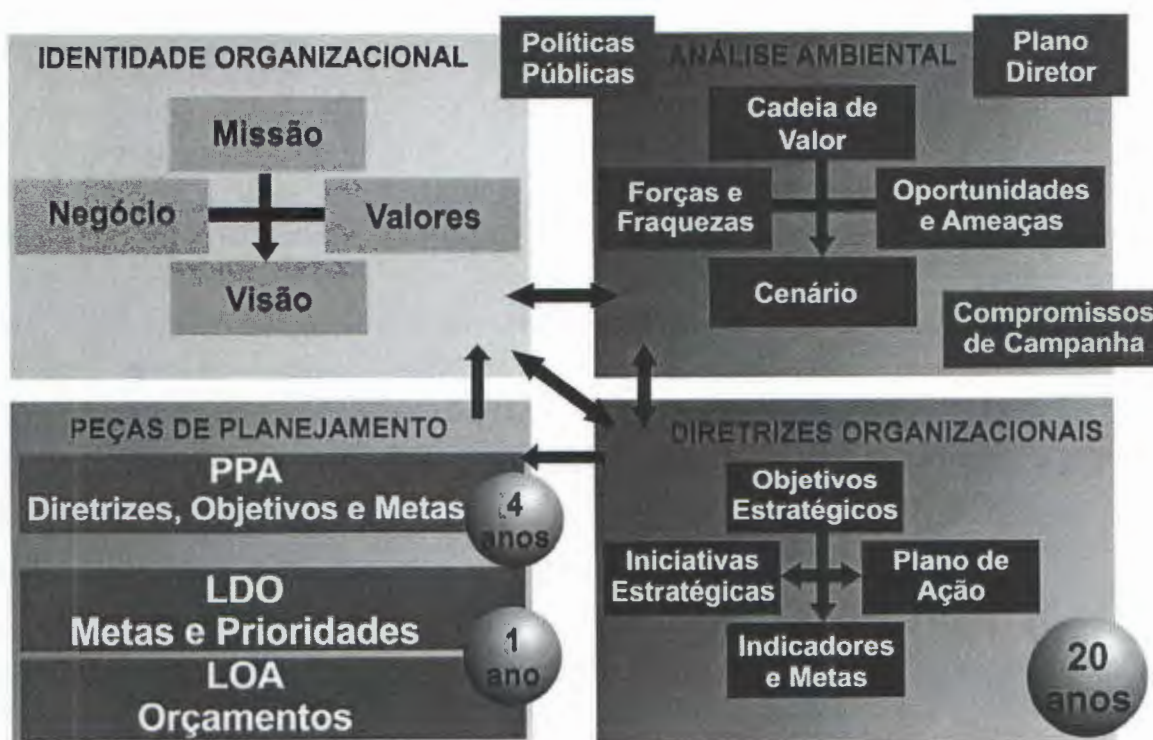 IDENTIDADE ORGANIZACIONAL
Missão
Negócio
Valores
Visão
Políticas
Públicas
ANÁLISE AMBIENTAL
Plano
Diretor
Cadeia de
Valor
Forças e
Fraquezas
Oportunidades
e Ameaças
Cenário
Compromissos
de Campanha
PEÇAS DE PLANEJAMENTO
PPA
Diretrizes, Objetivos e Metas
4
anos
LDO
Metas e Prioridades
1
ano
LOA
Orçamentos
DIRETRIZES ORGANIZACIONAIS
Objetivos
Estratégicos
Iniciativas
Estratégicas
Plano de
Ação
Indicadores
e Metas
20
anos